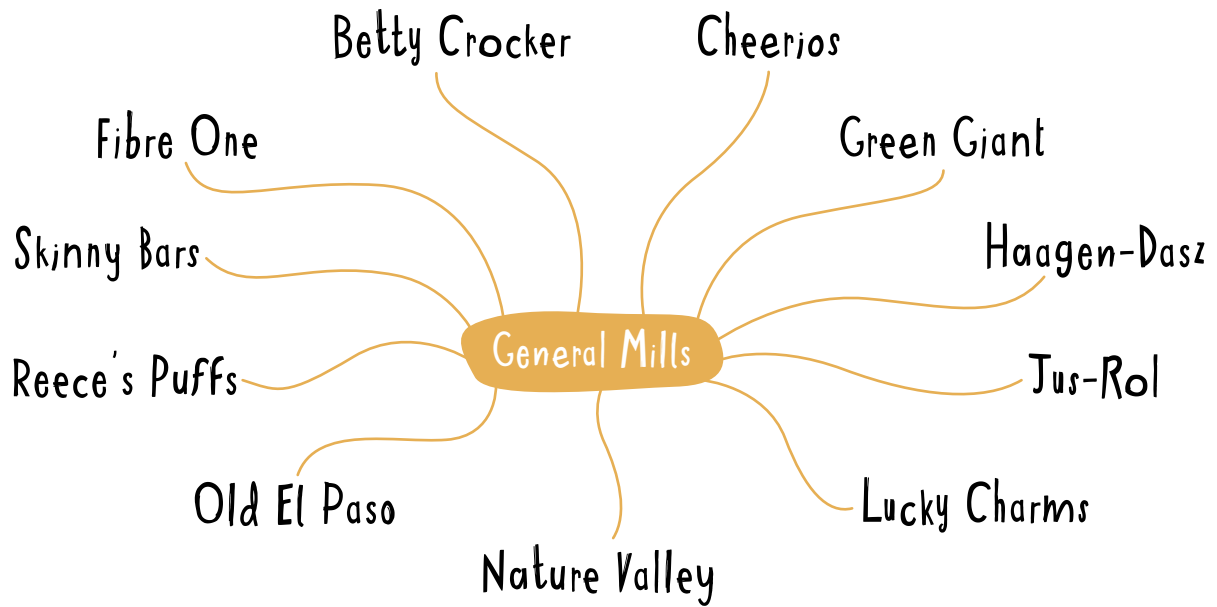 Betty Crocker
Cheerios
Fibre One
Green Giant
Skinny Bars
Haagen-Dasz
General Mills
Reece's Puffs
Jus-Rol
Old El Paso
Lucky Charms
Nature Valley